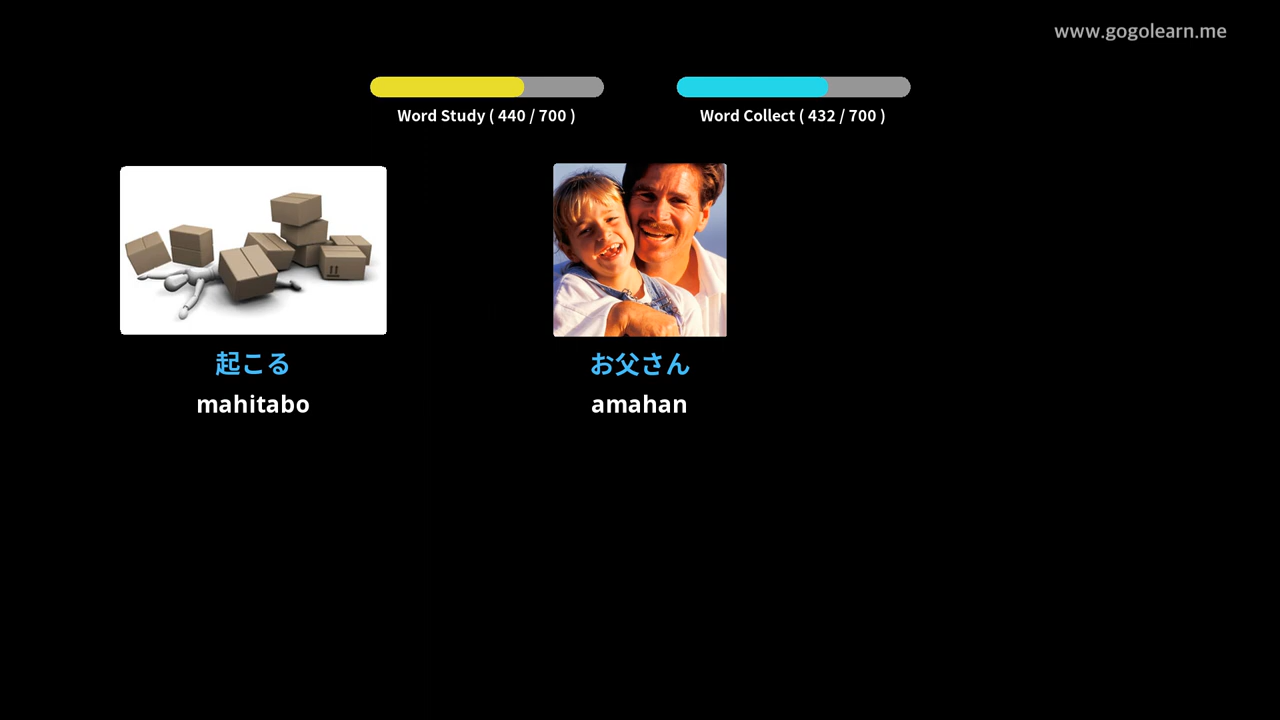 www.gogolearn.me
Word Study ( 440 / 700 )
Word Collect ( 432 / 700 )
起こる
mahitabo
お父さん
amahan